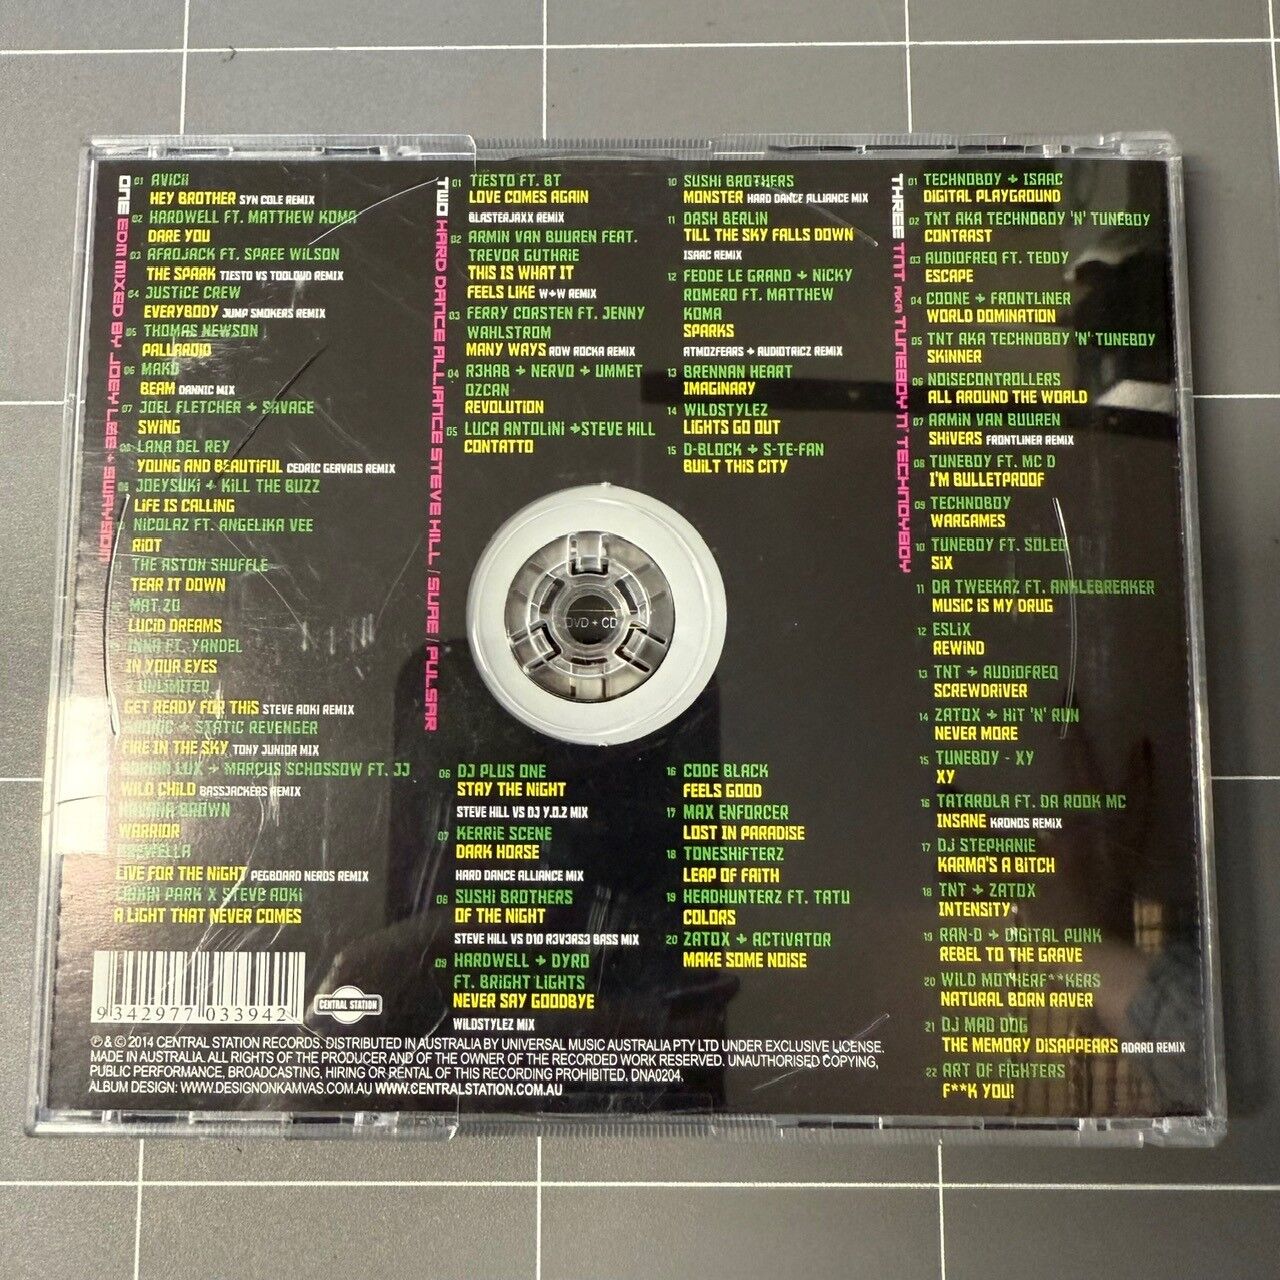 ONE EDM MIXED BY JOEY LEE + SWAYSON
01 AVICII
HEY BROTHER SYN COLE REMIX
02 HARDWELL FT. MATTHEW KOMA
DARE YOU
03 AFROJACK FT. SPREE WILSON
THE SPARK TIESTO VS TOOLOUD REMIX
04 JUSTICE CREW
EVERYBODY JUMP SMOKERS REMIX
05 THOMAS NEWSON
PALLAROID
06 MAKO
BEAM DANNIC MIX
07 JOEL FLETCHER + SAVAGE
SWING
LANA DEL REY
YOUNG AND BEAUTIFUL CEDRIC GERVAIS REMIX
JOEYSUKI + KILL THE BUZZ
LIFE IS CALLING
NICOLAZ FT. ANGELIKA VEE
RIOT
THE ASTON SHUFFLE
TEAR IT DOWN
MAT ZO
LUCID DREAMS
INNA FT. YANDEL
IN YOUR EYES
2 UNLIMITED
GET READY FOR THIS STEVE AOKI REMIX
+ STATIC REVENGER
FIRE IN THE SKY TONY JUNIOR MIX
ADRIAN LUX + MARCUS SCHOSSOW FT. JJ
WILD CHILD BASSJACKERS REMIX
HAVANA BROWN
WARRIOR
KREWELLA
LIVE FOR THE NIGHT PEGBOARD NERDS REMIX
LINKIN PARK X STEVE AOKI
A LIGHT THAT NEVER COMES
TWO HARD DANCE ALLIANCE STEVE HILL / SUAE / PULSAR
01 TIËSTO FT. BT
LOVE COMES AGAIN
BLASTERJAXX REMIX
02 ARMIN VAN BUUREN FEAT.
TREVOR GUTHRIE
THIS IS WHAT IT
FEELS LIKE W+W REMIX
03 FERRY CORSTEN FT. JENNY
WAHLSTROM
MANY WAYS ROW ROCKA REMIX
04 R3HAB + NERVO + UMMET
OZCAN
REVOLUTION
05 LUCA ANTOLINI +STEVE HILL
CONTATTO
06 DJ PLUS ONE
STAY THE NIGHT
STEVE HILL VS DJ Y.O.Z MIX
07 KERRIE SCENE
DARK HORSE
HARD DANCE ALLIANCE MIX
08 SUSHI BROTHERS
OF THE NIGHT
STEVE HILL VS D10 R3V3RS3 BASS MIX
09 HARDWELL + DYRO
FT. BRIGHT LIGHTS
NEVER SAY GOODBYE
WILDSTYLEZ MIX
10 SUSHI BROTHERS
MONSTER HARD DANCE ALLIANCE MIX
11 DASH BERLIN
TILL THE SKY FALLS DOWN
ISAAC REMIX
12 FEDDE LE GRAND + NICKY
ROMERO FT. MATTHEW
KOMA
SPARKS
ATMOZFEARS + AUDIOTRICZ REMIX
13 BRENNAN HEART
IMAGINARY
14 WILDSTYLEZ
LIGHTS GO OUT
15 D-BLOCK + S-TE-FAN
BUILT THIS CITY
16 CODE BLACK
FEELS GOOD
17 MAX ENFORCER
LOST IN PARADISE
18 TONESHIFTERZ
LEAP OF FAITH
19 HEADHUNTERZ FT. TATU
COLORS
20 ZATOX + ACTIVATOR
MAKE SOME NOISE
THREE TNT AKA TUNEBOY N' TECHNOYBOY
01 TECHNOBOY + ISAAC
DIGITAL PLAYGROUND
02 TNT AKA TECHNOBOY 'N' TUNEBOY
CONTRAST
03 AUDIOFREQ FT. TEDDY
ESCAPE
04 COONE + FRONTLINER
WORLD DOMINATION
05 TNT AKA TECHNOBOY 'N' TUNEBOY
SKINNER
06 NOISECONTROLLERS
ALL AROUND THE WORLD
07 ARMIN VAN BUUREN
SHIVERS FRONTLINER REMIX
08 TUNEBOY FT. MC D
I'M BULLETPROOF
09 TECHNOBOY
WARGAMES
10 TUNEBOY FT. SOLEO
SIX
11 DA TWEEKAZ FT. ANKLEBREAKER
MUSIC IS MY DRUG
12 ESLIX
REWIND
13 TNT + AUDIOFREQ
SCREWDRIVER
14 ZATOX + HIT 'N' RUN
NEVER MORE
15 TUNEBOY - XY
XY
16 TATAROLA FT. DA ROOK MC
INSANE KRONOS REMIX
17 DJ STEPHANIE
KARMA'S A BITCH
18 TNT + ZATOX
INTENSITY
19 RAN-D + DIGITAL PUNK
REBEL TO THE GRAVE
20 WILD MOTHERF**KERS
NATURAL BORN RAVER
21 DJ MAD DOG
THE MEMORY DISAPPEARS ADARO REMIX
22 ART OF FIGHTERS
F**K YOU!
DVD + CD
9 342977 033942
CENTRAL STATION
℗ & © 2014 CENTRAL STATION RECORDS. DISTRIBUTED IN AUSTRALIA BY UNIVERSAL MUSIC AUSTRALIA PTY LTD UNDER EXCLUSIVE LICENSE.
MADE IN AUSTRALIA. ALL RIGHTS OF THE PRODUCER AND OF THE OWNER OF THE RECORDED WORK RESERVED. UNAUTHORISED COPYING,
PUBLIC PERFORMANCE, BROADCASTING, HIRING OR RENTAL OF THIS RECORDING PROHIBITED. DNA0204.
ALBUM DESIGN: WWW.DESIGNONKAMVAS.COM.AU WWW.CENTRALSTATION.COM.AU